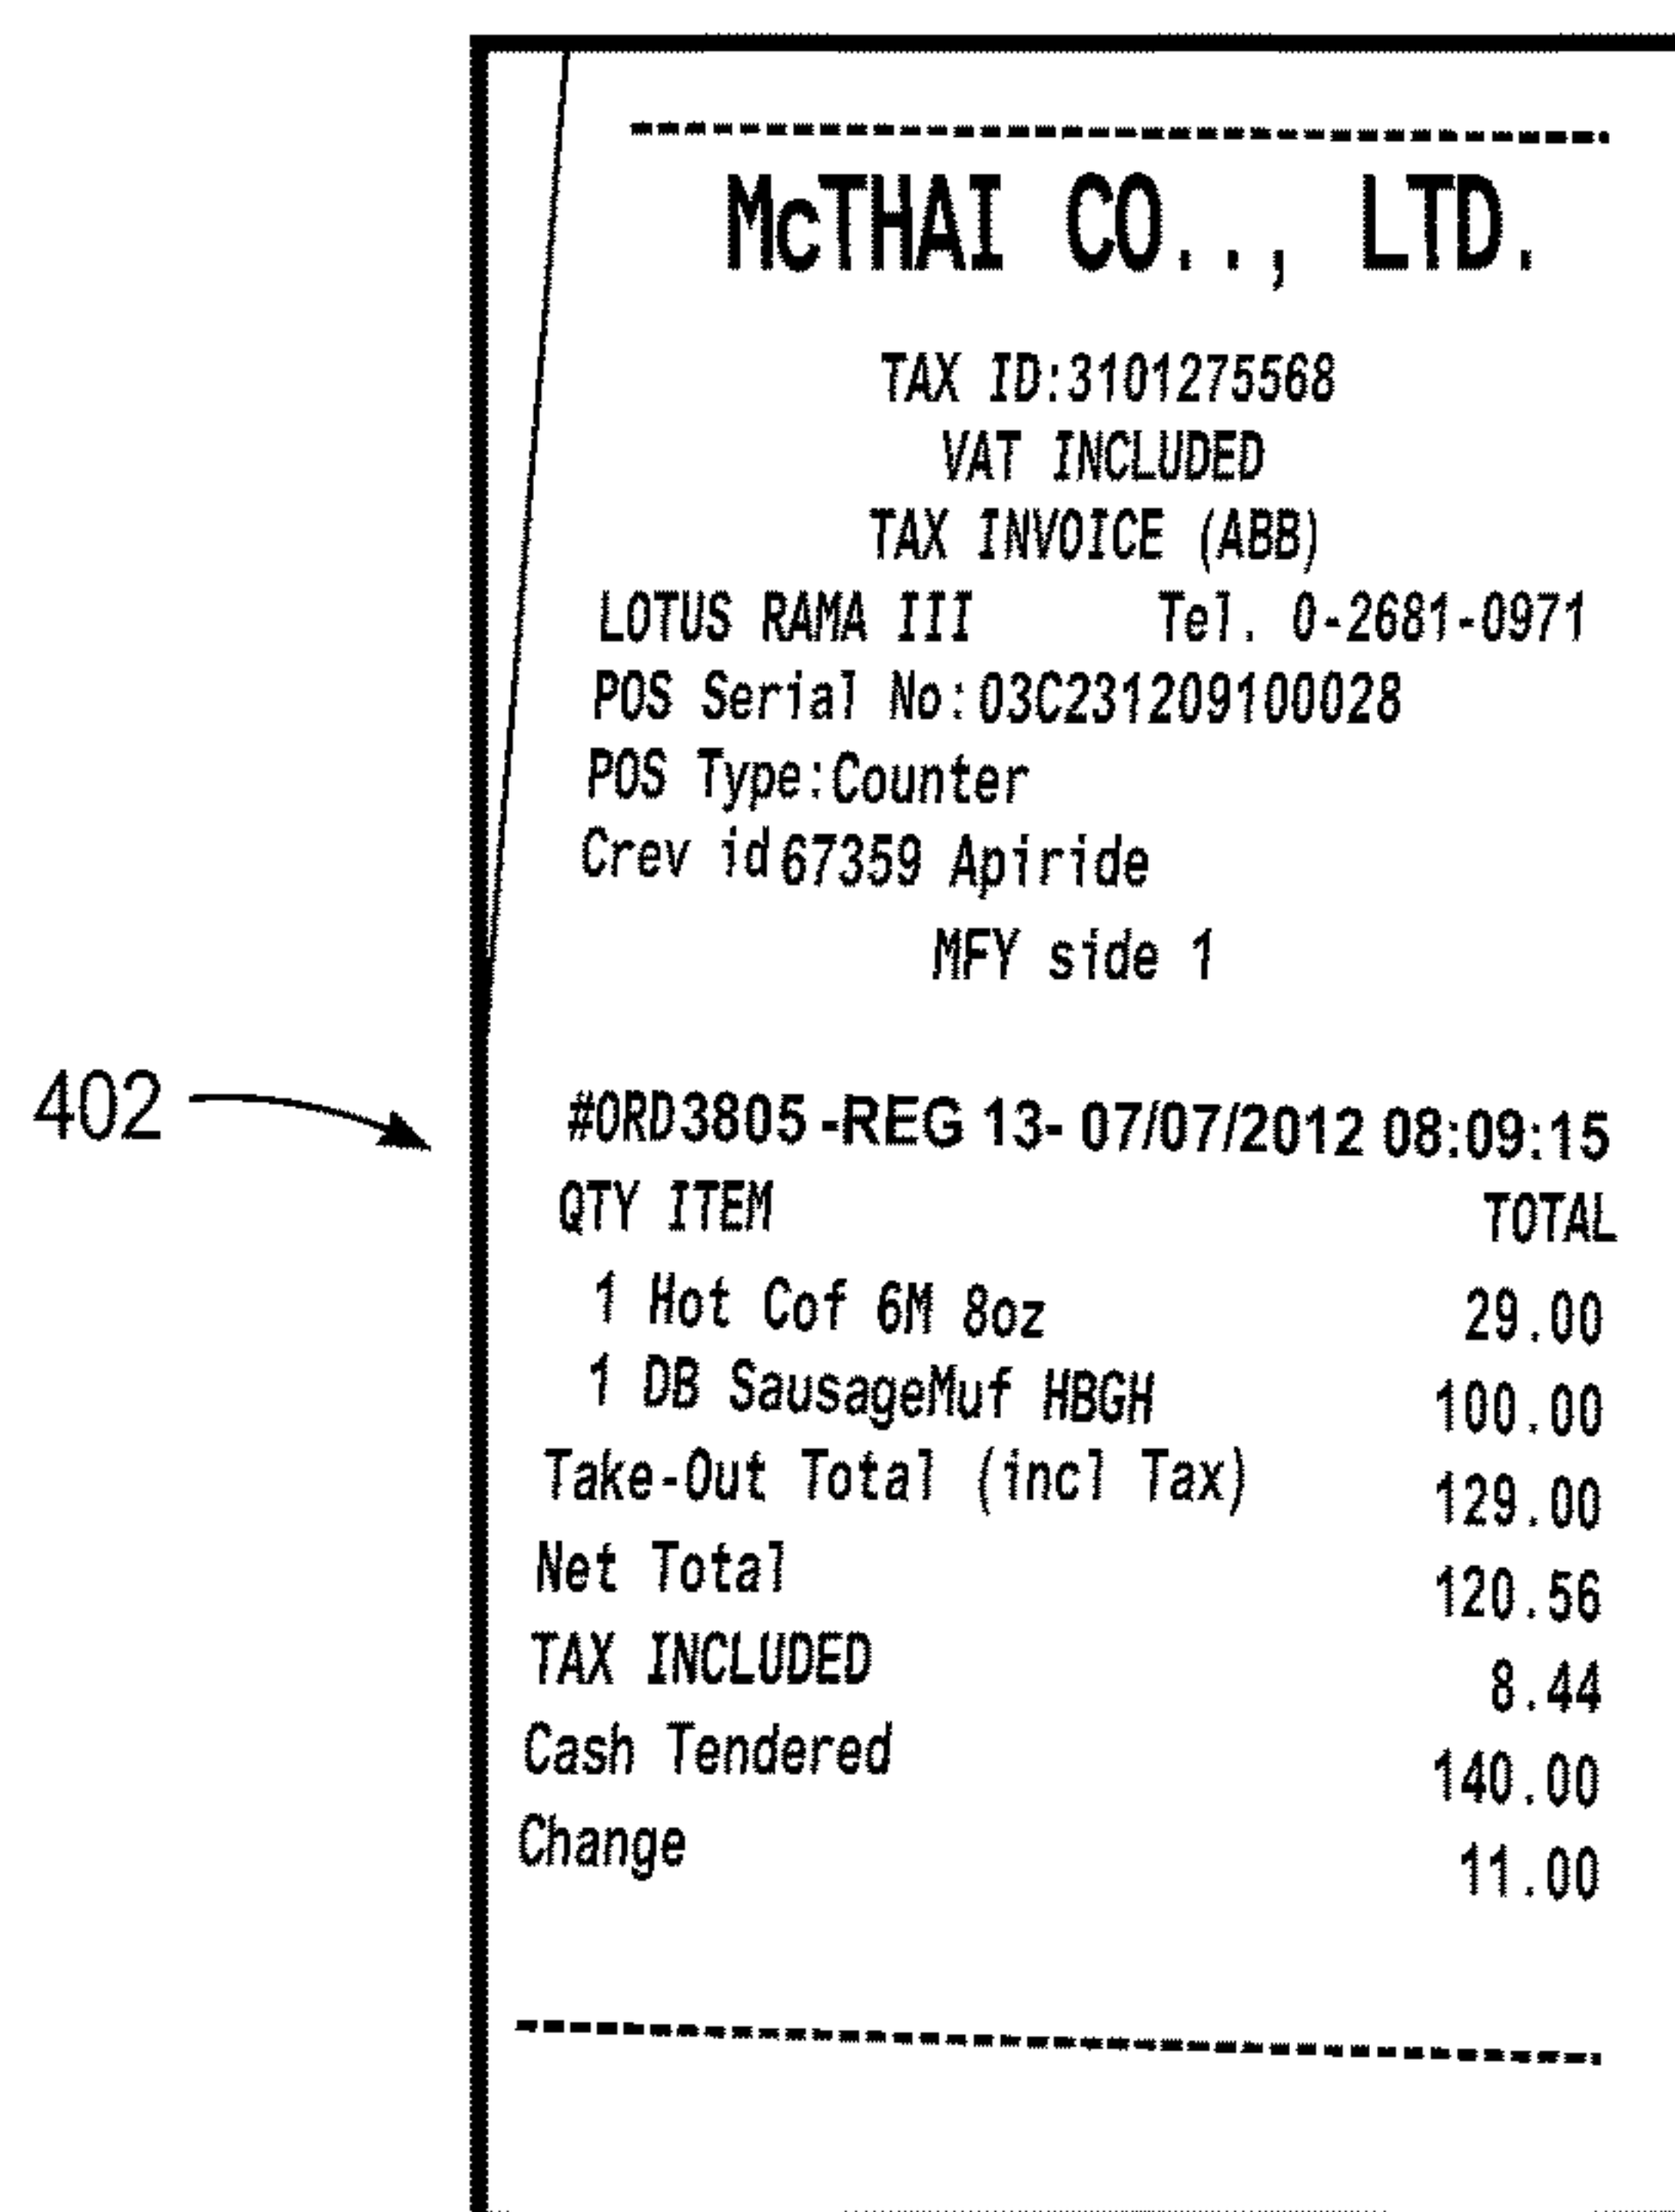 McTHAI CO.., LTD.
TAX ID:3101275568
VAT INCLUDED
TAX INVOICE (ABB)
LOTUS RAMA III Tel. 0-2681-0971
POS Serial No:03C231209100028
POS Type:Counter
Crev id 67359 Apiride
MFY side 1
402
#ORD3805 -REG 13- 07/07/2012 08:09:15
QTY ITEM TOTAL
1 Hot Cof 6M 8oz 29.00
1 DB SausageMuf HBGH 100.00
Take-Out Total (incl Tax) 129.00
Net Total 120.56
TAX INCLUDED 8.44
Cash Tendered 140.00
Change 11.00